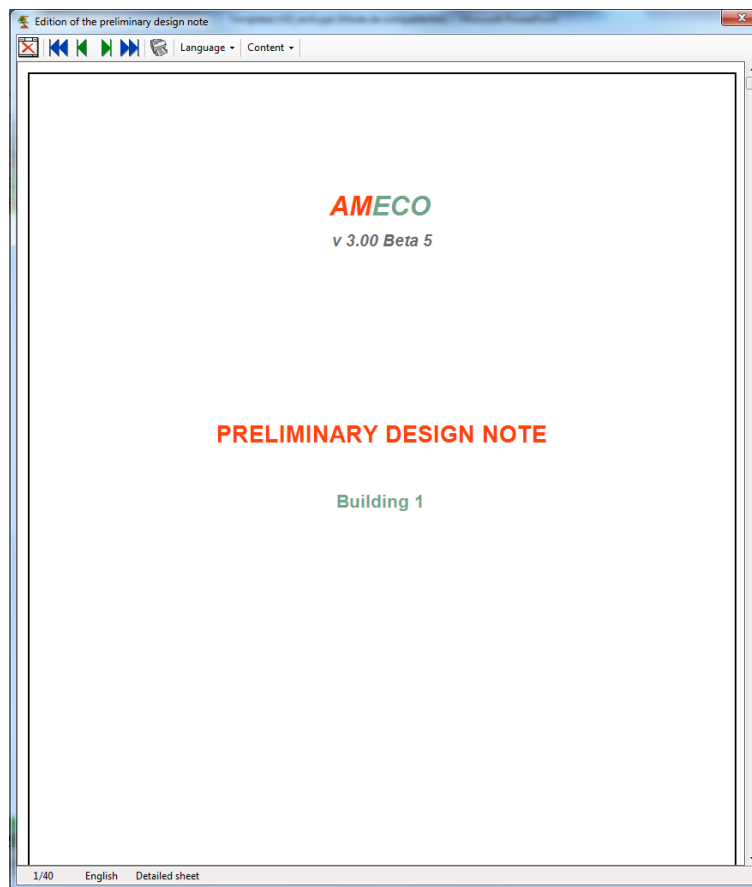 Edition of the preliminary design note
Language Content
AMECO
v 3.00 Beta 5
PRELIMINARY DESIGN NOTE
Building 1
1/40 English Detailed sheet